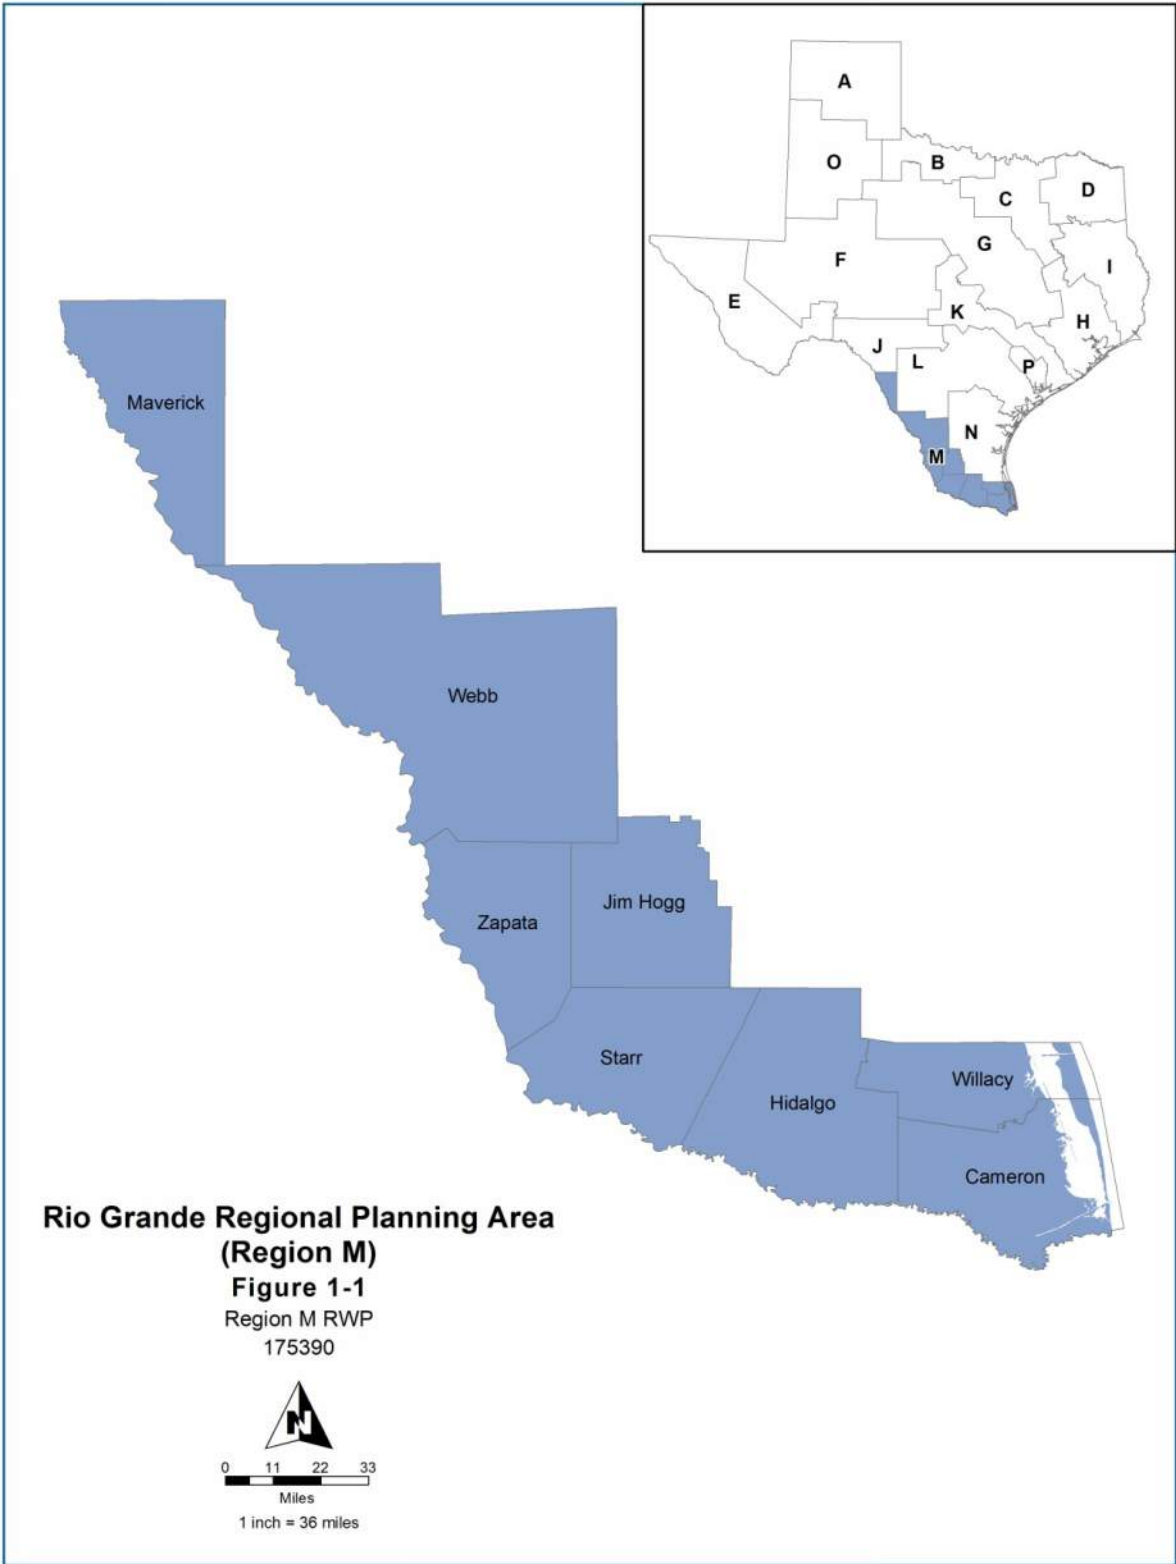 A
O
B
C
D
G
F
I
E
K
H
J
L
P
N
M
Maverick
Webb
Jim Hogg
Zapata
Starr
Willacy
Hidalgo
Cameron
Rio Grande Regional Planning Area
(Region M)
Figure 1-1
Region M RWP
175390
N
0 11 22 33
Miles
1 inch = 36 miles